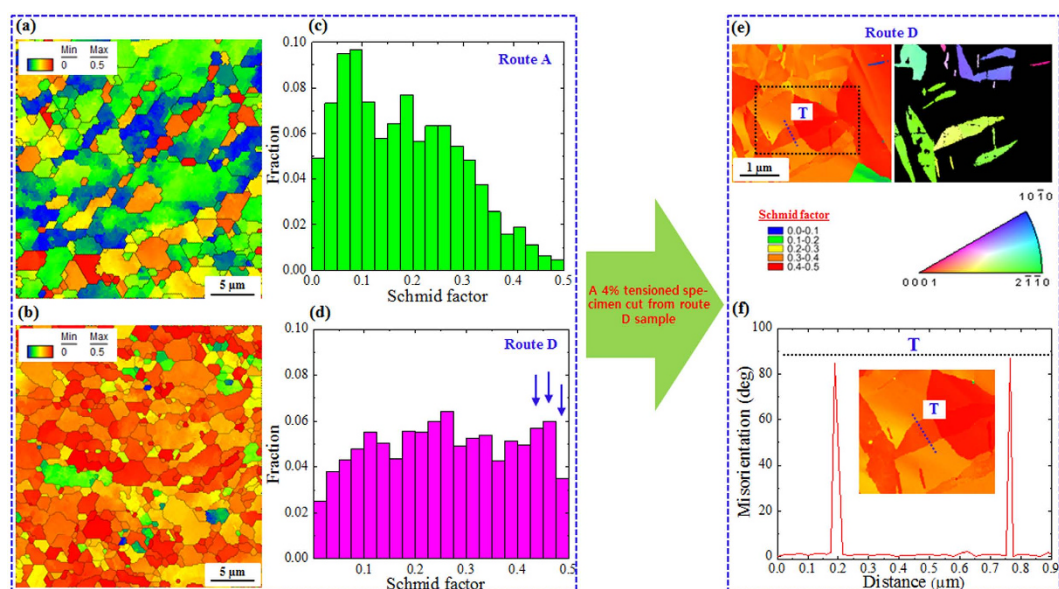 (a)
Min Max
0 0.5
5 μm
(b)
Min Max
0 0.5
5 μm
(c)
Route A
Fraction
0.10
0.08
0.06
0.04
0.02
0.00
0.0 0.1 0.2 0.3 0.4 0.5
Schmid factor
(d)
Route D
Fraction
0.10
0.08
0.06
0.04
0.02
0.00
0.1 0.2 0.3 0.4 0.5
Schmid factor
A 4% tensioned spe-
cimen cut from route
D sample
(e)
Route D
T
1 μm
Schmid factor
0.0-0.1
0.1-0.2
0.2-0.3
0.3-0.4
0.4-0.5
1 0 1̄ 0
0 0 0 1
2 1̄ 1̄ 0
(f)
T
T
Misorientation (deg)
100
80
60
40
20
0
0.0 0.1 0.2 0.3 0.4 0.5 0.6 0.7 0.8 0.9
Distance (μm)